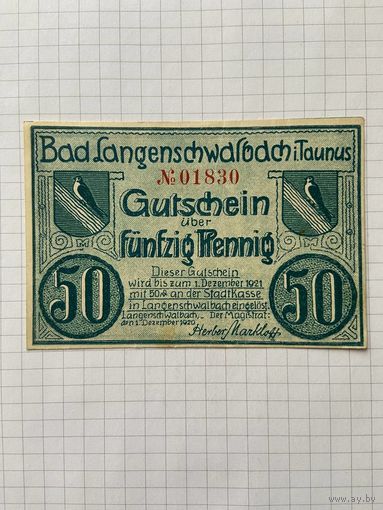 Bad Langenschwalbach i. Taunus
№ 01830
Gutschein
über
fünfzig Pfennig
50
50
Dieser Gutschein
wird bis zum 1. Dezember 1921
mit 50 ₰ an der Stadtkasse
in Langenschwalbach eingelöst.
Langenschwalbach, Der Magistrat:
den 1. Dezember 1920.
www.ay.by